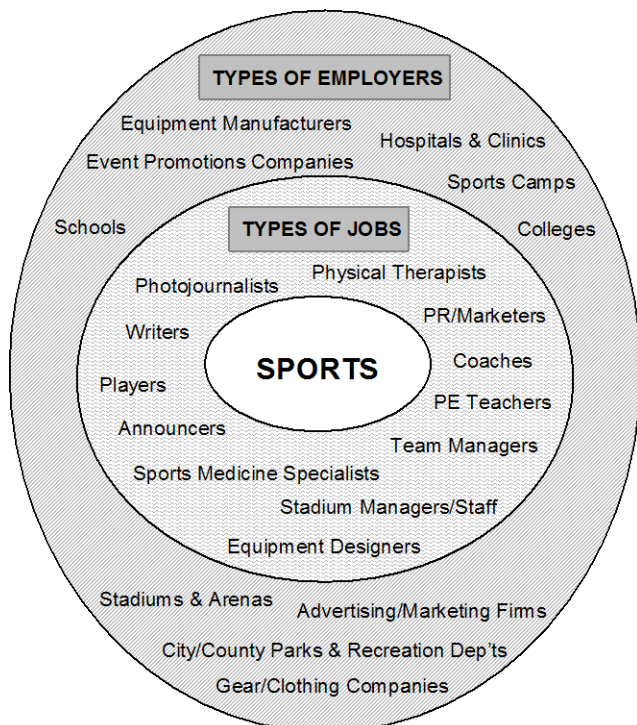 TYPES OF EMPLOYERS
Equipment Manufacturers
Hospitals & Clinics
Event Promotions Companies
Sports Camps
Schools
Colleges
TYPES OF JOBS
Physical Therapists
Photojournalists
PR/Marketers
Writers
SPORTS
Coaches
Players
PE Teachers
Announcers
Team Managers
Sports Medicine Specialists
Stadium Managers/Staff
Equipment Designers
Stadiums & Arenas
Advertising/Marketing Firms
City/County Parks & Recreation Dep'ts
Gear/Clothing Companies